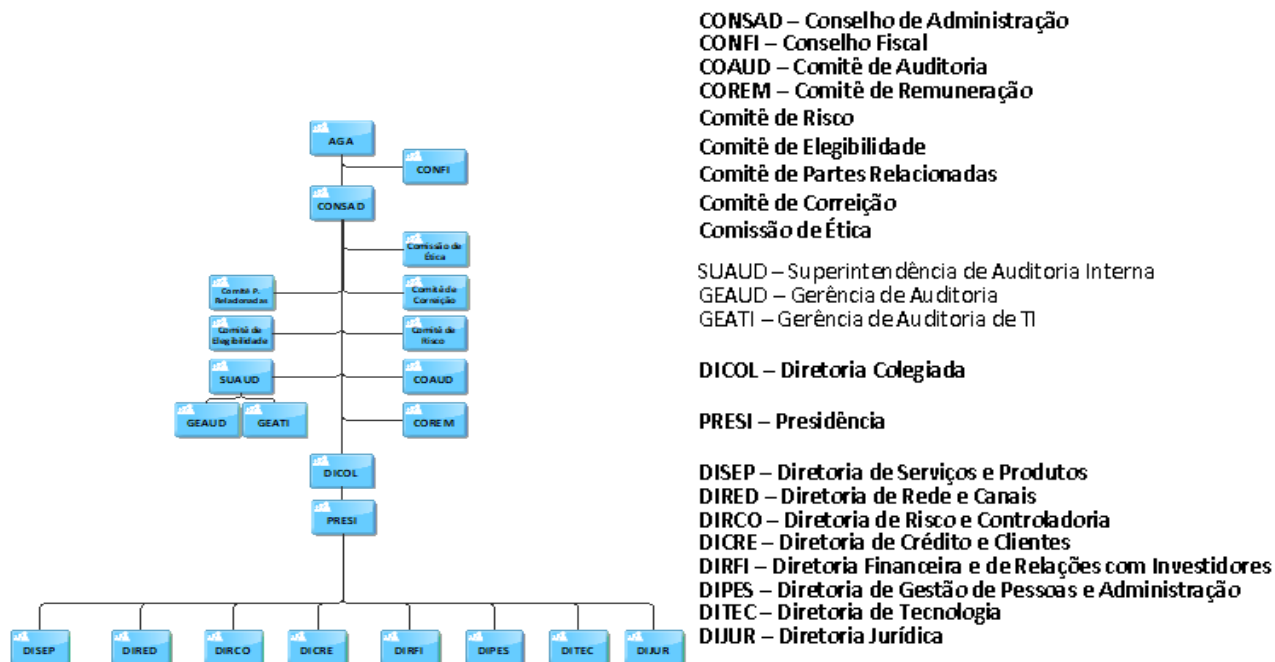 AGA
CONFI
CONSAD
Comissão de
Ética
Comitê P.
Relacionadas
Comitê de
Correição
Comitê de
Elegibilidade
Comitê de
Risco
SUAUD
COAUD
GEAUD
GEATI
COREM
DICOL
PRESI
DISEP
DIRED
DIRCO
DICRE
DIRFI
DIPES
DITEC
DIJUR
CONSAD – Conselho de Administração
CONFI – Conselho Fiscal
COAUD – Comitê de Auditoria
COREM – Comitê de Remuneração
Comitê de Risco
Comitê de Elegibilidade
Comitê de Partes Relacionadas
Comitê de Correição
Comissão de Ética
SUAUD – Superintendência de Auditoria Interna
GEAUD – Gerência de Auditoria
GEATI – Gerência de Auditoria de TI
DICOL – Diretoria Colegiada
PRESI – Presidência
DISEP – Diretoria de Serviços e Produtos
DIRED – Diretoria de Rede e Canais
DIRCO – Diretoria de Risco e Controladoria
DICRE – Diretoria de Crédito e Clientes
DIRFI – Diretoria Financeira e de Relações com Investidores
DIPES – Diretoria de Gestão de Pessoas e Administração
DITEC – Diretoria de Tecnologia
DIJUR – Diretoria Jurídica